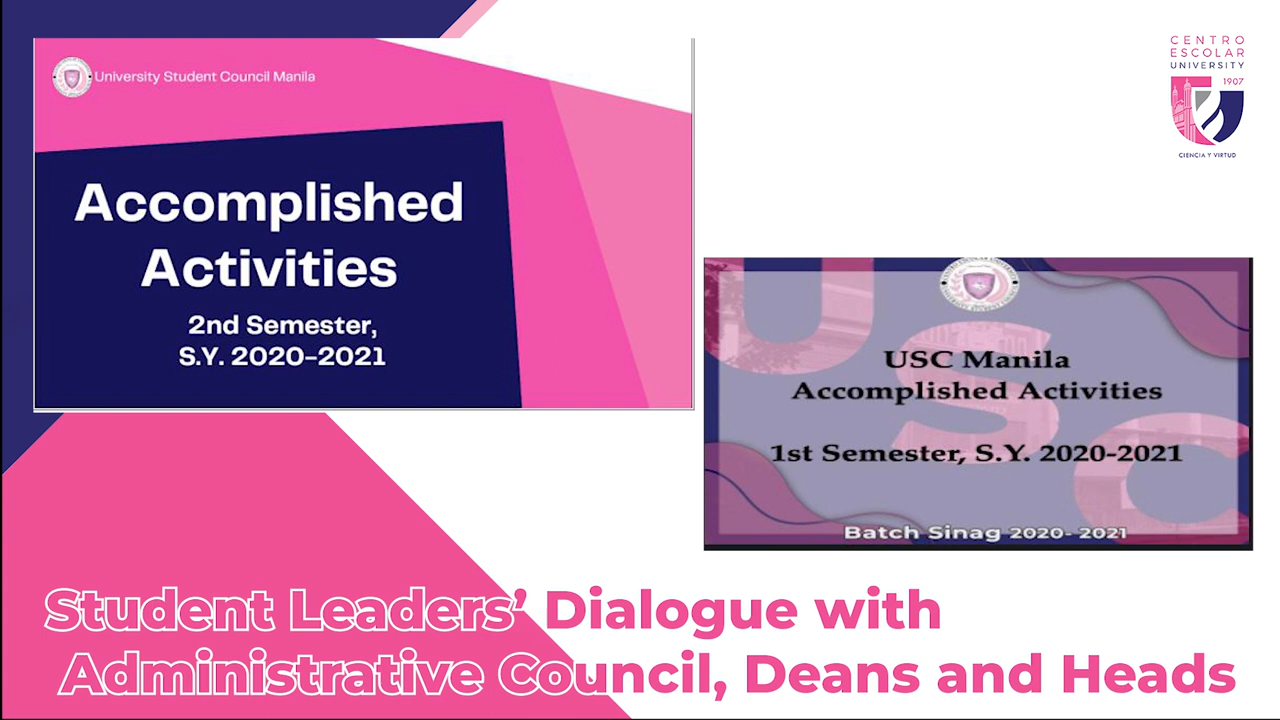 University Student Council Manila
Accomplished
Activities
2nd Semester,
S.Y. 2020-2021
CENTRO
ESCOLAR
UNIVERSITY
1907
CIENCIA Y VIRTUD
USC
USC Manila
Accomplished Activities
1st Semester, S.Y. 2020-2021
Batch Sinag 2020- 2021
Student Leaders’ Dialogue with
Administrative Council, Deans and Heads